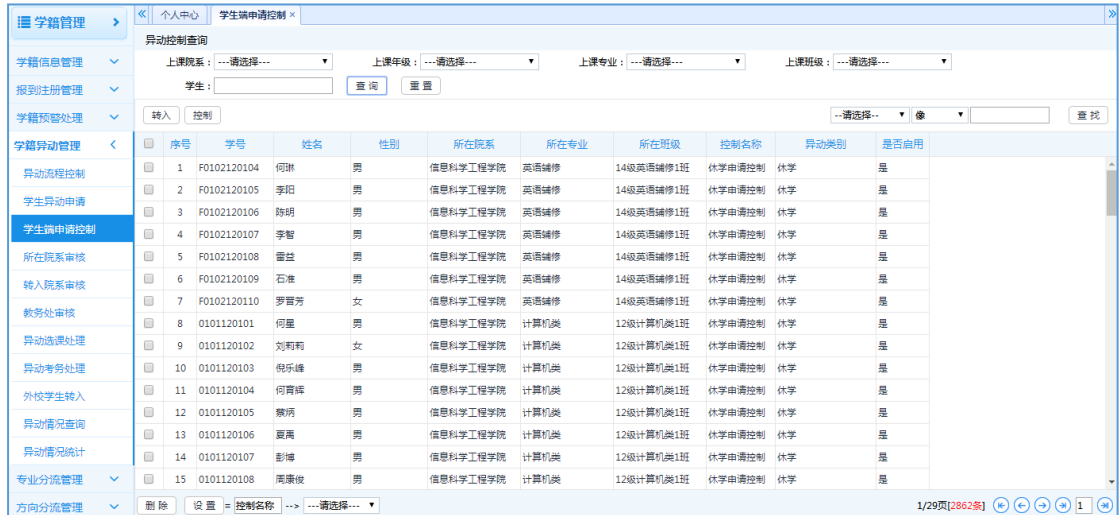 学籍管理
个人中心 学生端申请控制 ×
异动控制查询
上课院系： ---请选择--- 上课年级： ---请选择--- 上课专业： ---请选择--- 上课班级： ---请选择---
学生： 查 询 重 置
转入 控制 --请选择-- 像 查 找
学籍信息管理
报到注册管理
学籍预警处理
学籍异动管理
异动流程控制
学生异动申请
学生端申请控制
所在院系审核
转入院系审核
教务处审核
异动选课处理
异动考务处理
外校学生转入
异动情况查询
异动情况统计
专业分流管理
方向分流管理
序号 学号 姓名 性别 所在院系 所在专业 所在班级 控制名称 异动类别 是否启用
1 F0102120104 何琳 男 信息科学工程学院 英语辅修 14级英语辅修1班 休学申请控制 休学 是
2 F0102120105 李阳 男 信息科学工程学院 英语辅修 14级英语辅修1班 休学申请控制 休学 是
3 F0102120106 陈明 男 信息科学工程学院 英语辅修 14级英语辅修1班 休学申请控制 休学 是
4 F0102120107 李智 男 信息科学工程学院 英语辅修 14级英语辅修1班 休学申请控制 休学 是
5 F0102120108 雷益 男 信息科学工程学院 英语辅修 14级英语辅修1班 休学申请控制 休学 是
6 F0102120109 石准 男 信息科学工程学院 英语辅修 14级英语辅修1班 休学申请控制 休学 是
7 F0102120110 罗芳 女 信息科学工程学院 英语辅修 14级英语辅修1班 休学申请控制 休学 是
8 0101120101 何星 男 信息科学工程学院 计算机类 12级计算机类1班 休学申请控制 休学 是
9 0101120102 刘莉莉 女 信息科学工程学院 计算机类 12级计算机类1班 休学申请控制 休学 是
10 0101120103 倪乐峰 男 信息科学工程学院 计算机类 12级计算机类1班 休学申请控制 休学 是
11 0101120104 何育辉 男 信息科学工程学院 计算机类 12级计算机类1班 休学申请控制 休学 是
12 0101120105 蔡炳 男 信息科学工程学院 计算机类 12级计算机类1班 休学申请控制 休学 是
13 0101120106 夏禹 男 信息科学工程学院 计算机类 12级计算机类1班 休学申请控制 休学 是
14 0101120107 彭博 男 信息科学工程学院 计算机类 12级计算机类1班 休学申请控制 休学 是
15 0101120108 周康俊 男 信息科学工程学院 计算机类 12级计算机类1班 休学申请控制 休学 是
删 除 设 置 = 控制名称 --> ---请选择--- 1/29页[2862条] 1